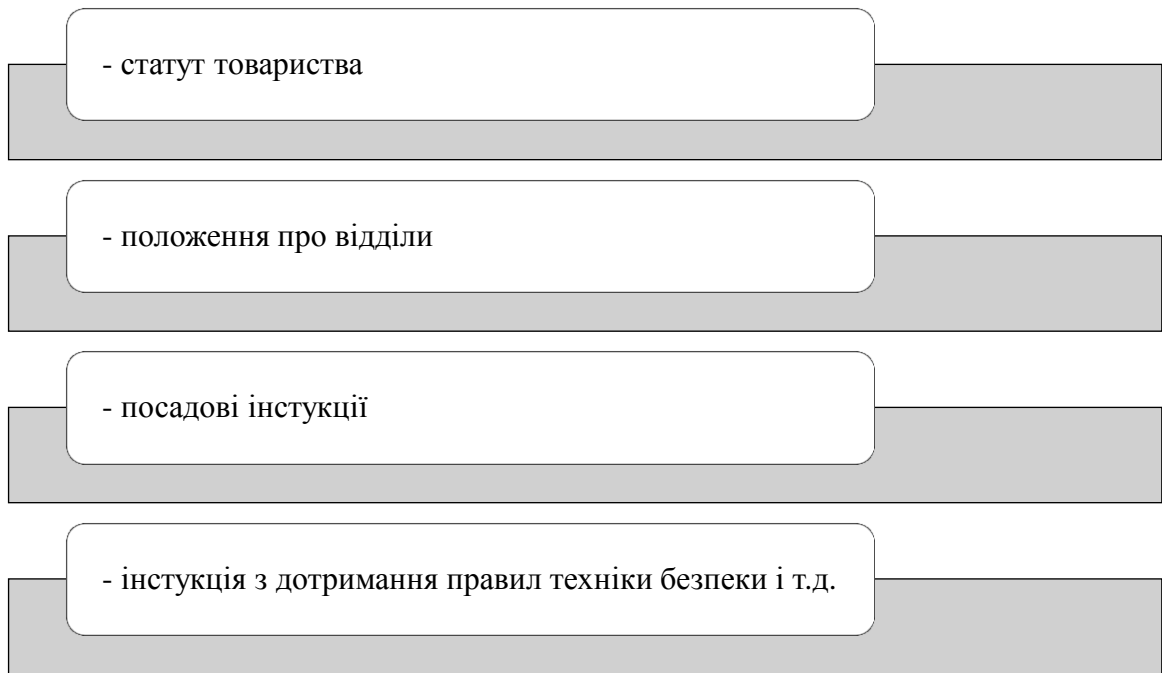 - статут товариства
- положення про відділи
- посадові інстукції
- інстукція з дотримання правил техніки безпеки і т.д.